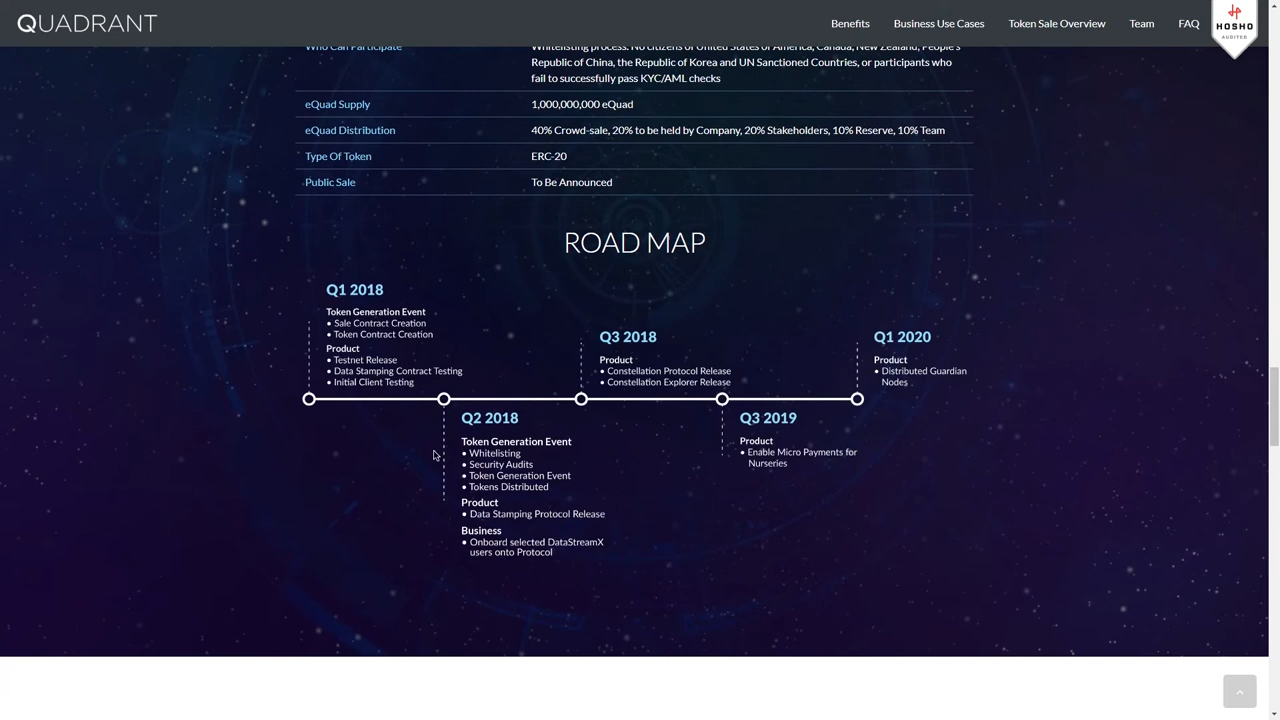 QUADRANT
Benefits
Business Use Cases
Token Sale Overview
Team
FAQ
HOSHO
AUDITED
Who Can Participate
Whitelisting process. No citizens of United States of America, Canada, New Zealand, People's
Republic of China, the Republic of Korea and UN Sanctioned Countries, or participants who
fail to successfully pass KYC/AML checks
eQuad Supply
1,000,000,000 eQuad
eQuad Distribution
40% Crowd-sale, 20% to be held by Company, 20% Stakeholders, 10% Reserve, 10% Team
Type Of Token
ERC-20
Public Sale
To Be Announced
ROAD MAP
Q1 2018
Token Generation Event
• Sale Contract Creation
• Token Contract Creation
Product
• Testnet Release
• Data Stamping Contract Testing
• Initial Client Testing
Q2 2018
Token Generation Event
• Whitelisting
• Security Audits
• Token Generation Event
• Tokens Distributed
Product
• Data Stamping Protocol Release
Business
• Onboard selected DataStreamX
users onto Protocol
Q3 2018
Product
• Constellation Protocol Release
• Constellation Explorer Release
Q3 2019
Product
• Enable Micro Payments for
Nurseries
Q1 2020
Product
• Distributed Guardian
Nodes